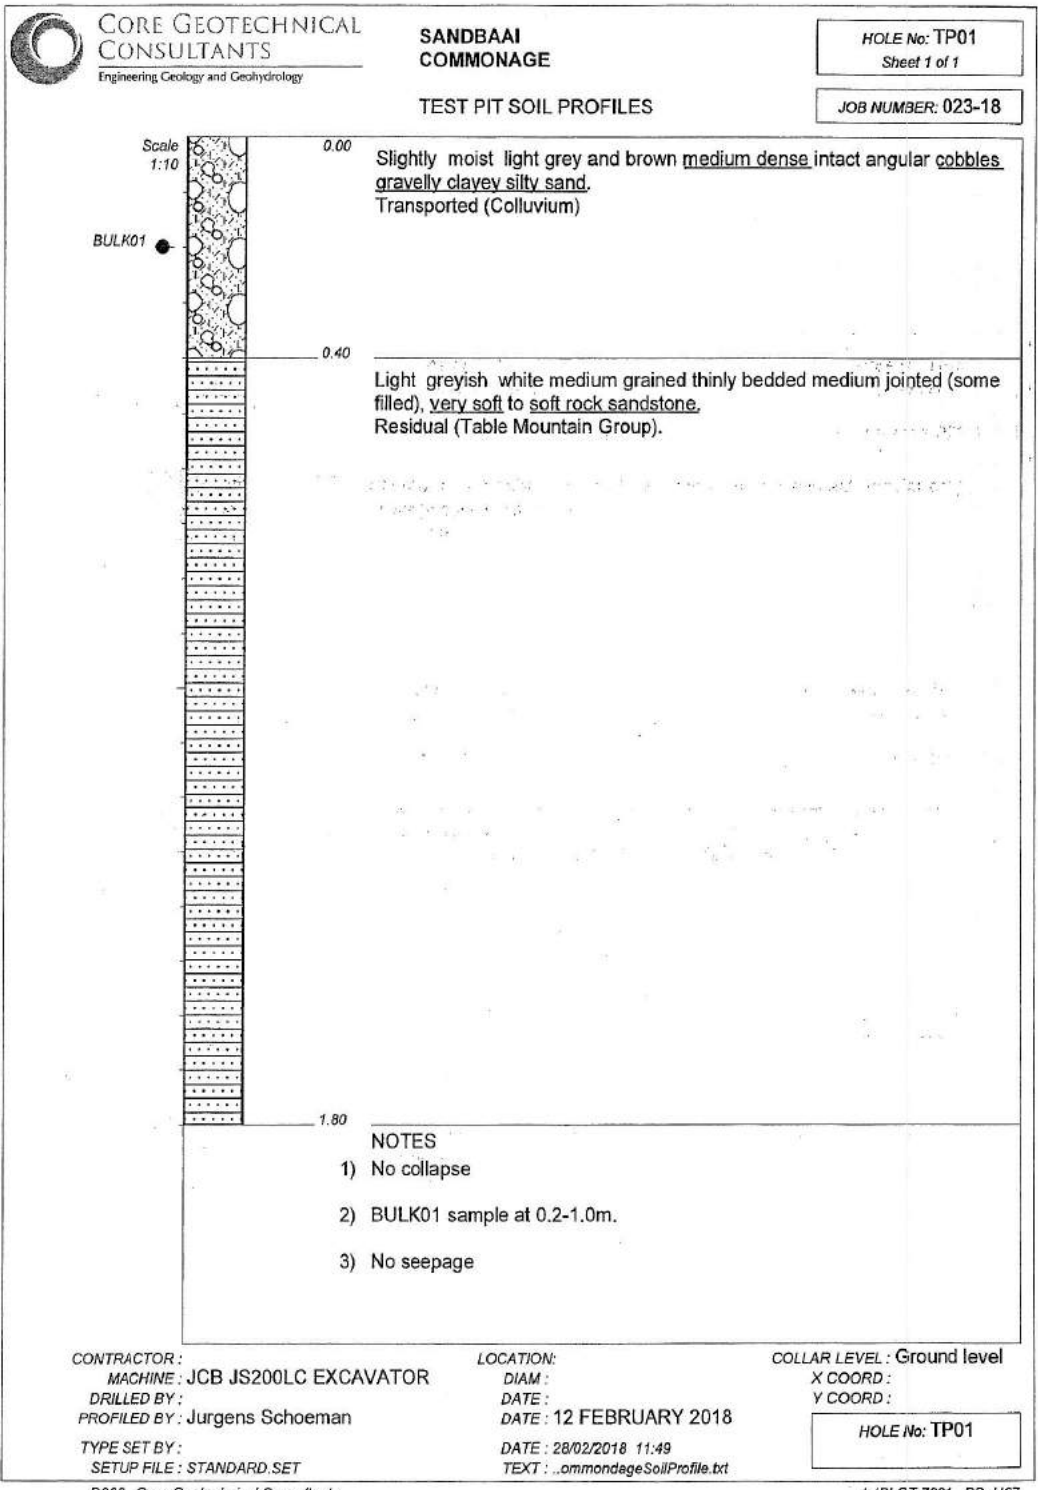 CORE GEOTECHNICAL
CONSULTANTS
Engineering Geology and Geohydrology
SANDBAAI
COMMONAGE
TEST PIT SOIL PROFILES
HOLE No: TP01
Sheet 1 of 1
JOB NUMBER: 023-18
Scale
1:10
0.00
Slightly moist light grey and brown medium dense intact angular cobbles
gravelly clayey silty sand.
Transported (Colluvium)
BULK01
0.40
Light greyish white medium grained thinly bedded medium jointed (some
filled), very soft to soft rock sandstone.
Residual (Table Mountain Group).
1.80
NOTES
1) No collapse
2) BULK01 sample at 0.2-1.0m.
3) No seepage
CONTRACTOR :
MACHINE : JCB JS200LC EXCAVATOR
DRILLED BY :
PROFILED BY : Jurgens Schoeman
TYPE SET BY :
SETUP FILE : STANDARD.SET
LOCATION:
DIAM :
DATE :
DATE : 12 FEBRUARY 2018
DATE : 28/02/2018 11:49
TEXT : ..ommondageSoilProfile.txt
COLLAR LEVEL : Ground level
X COORD :
Y COORD :
HOLE No: TP01